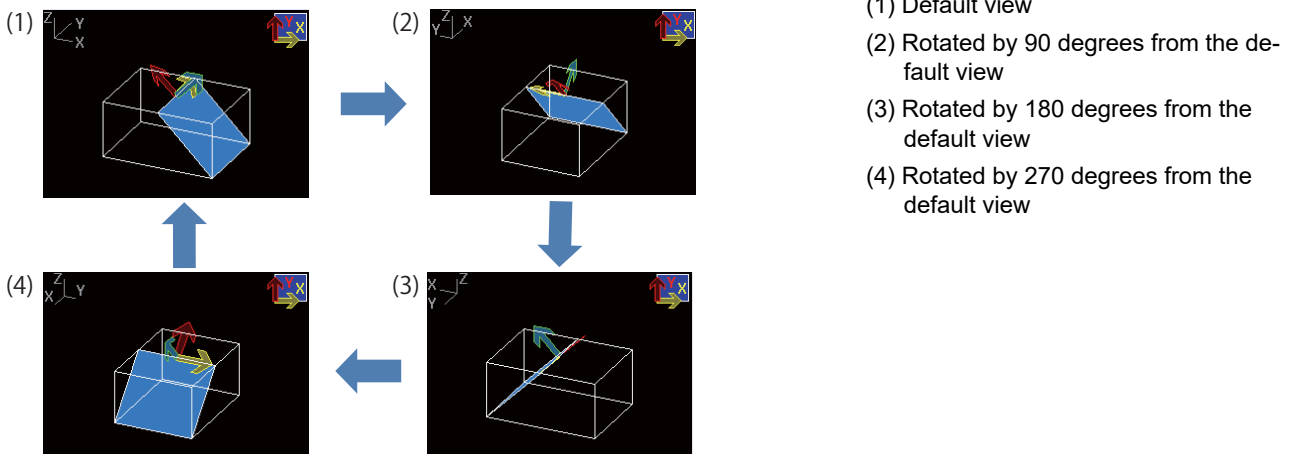 (1)
Z
Y
X
Y
X
(2)
Z
X
Y
Y
X
(1) Default view
(2) Rotated by 90 degrees from the de-
fault view
(3) Rotated by 180 degrees from the
default view
(4) Rotated by 270 degrees from the
default view
(4)
Z
X
Y
Y
X
(3)
X
Z
Y
Y
X